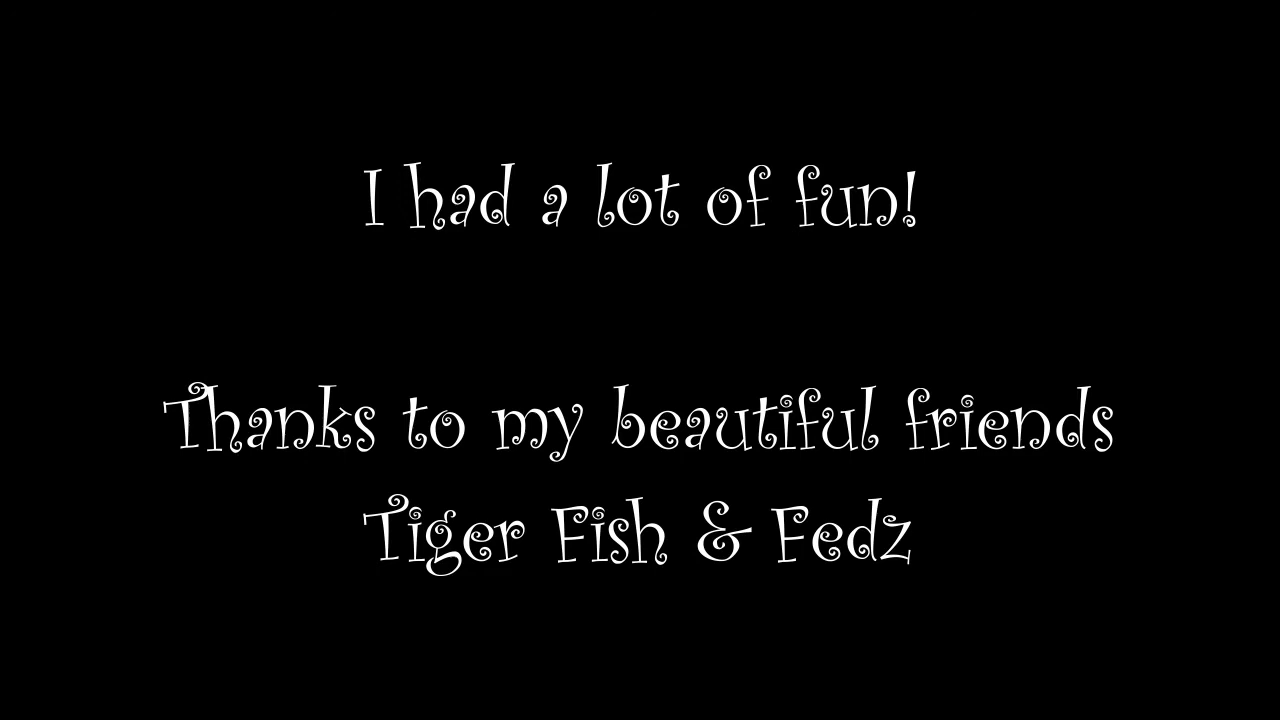 I had a lot of fun!
Thanks to my beautiful friends
Tiger Fish & Fedz